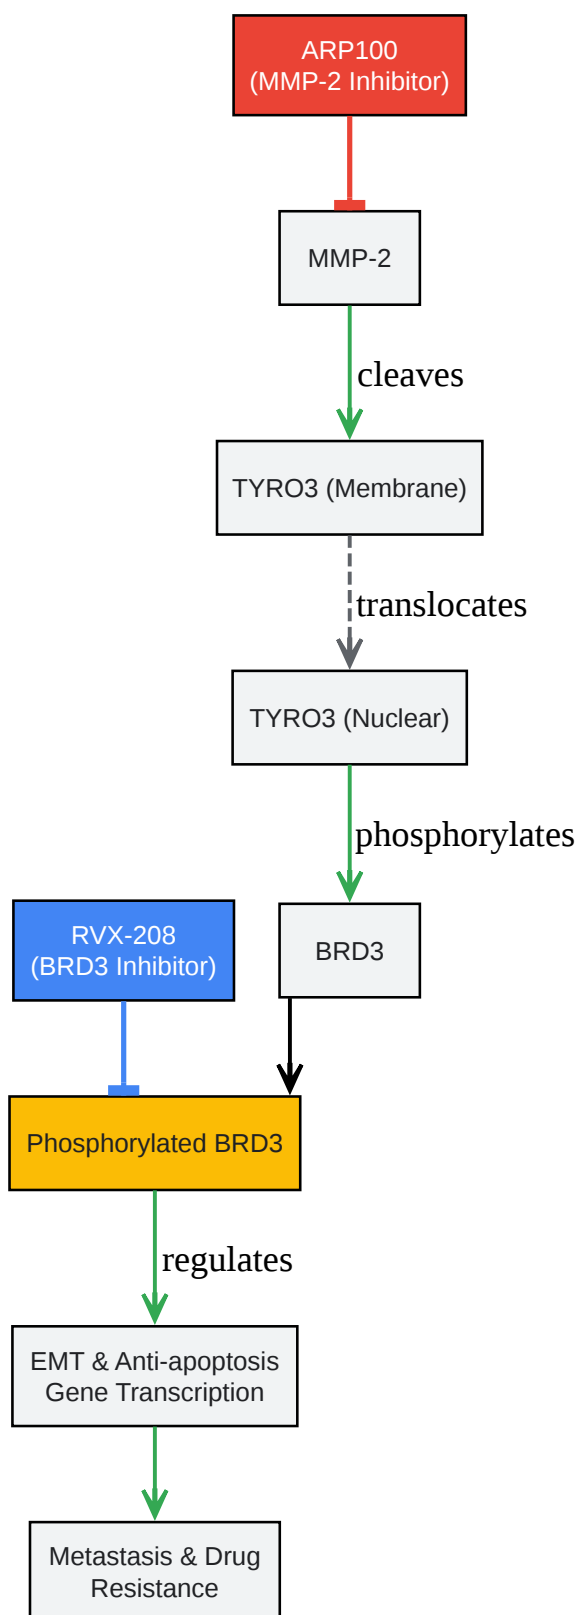 ARP100
(MMP-2 Inhibitor)
MMP-2
cleaves
TYRO3 (Membrane)
translocates
TYRO3 (Nuclear)
phosphorylates
RVX-208
(BRD3 Inhibitor)
BRD3
Phosphorylated BRD3
regulates
EMT & Anti-apoptosis
Gene Transcription
Metastasis & Drug
Resistance